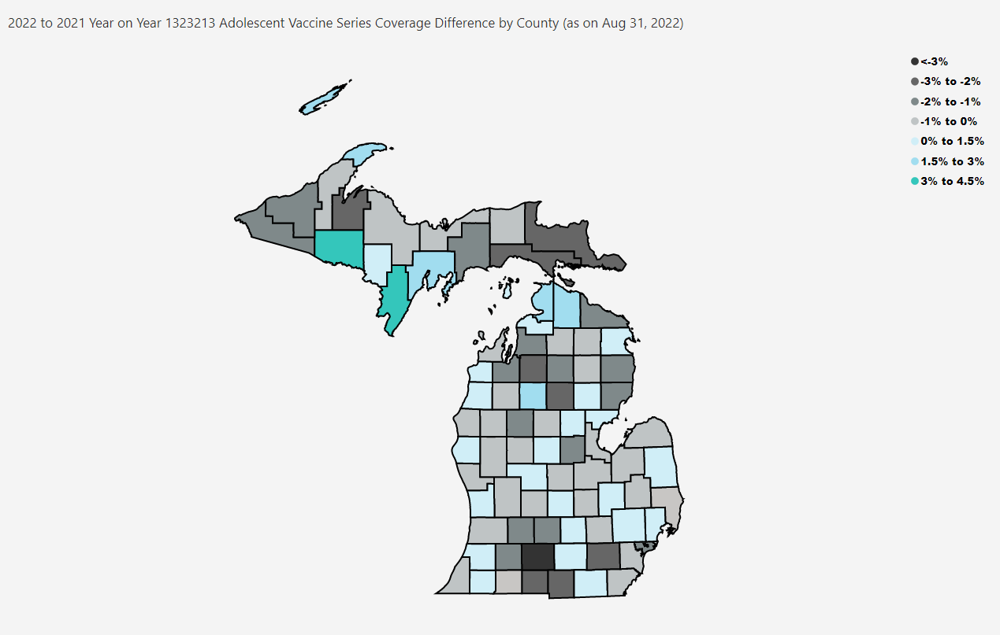 2022 to 2021 Year on Year 1323213 Adolescent Vaccine Series Coverage Difference by County (as on Aug 31, 2022)
<-3%
-3% to -2%
-2% to -1%
-1% to 0%
0% to 1.5%
1.5% to 3%
3% to 4.5%